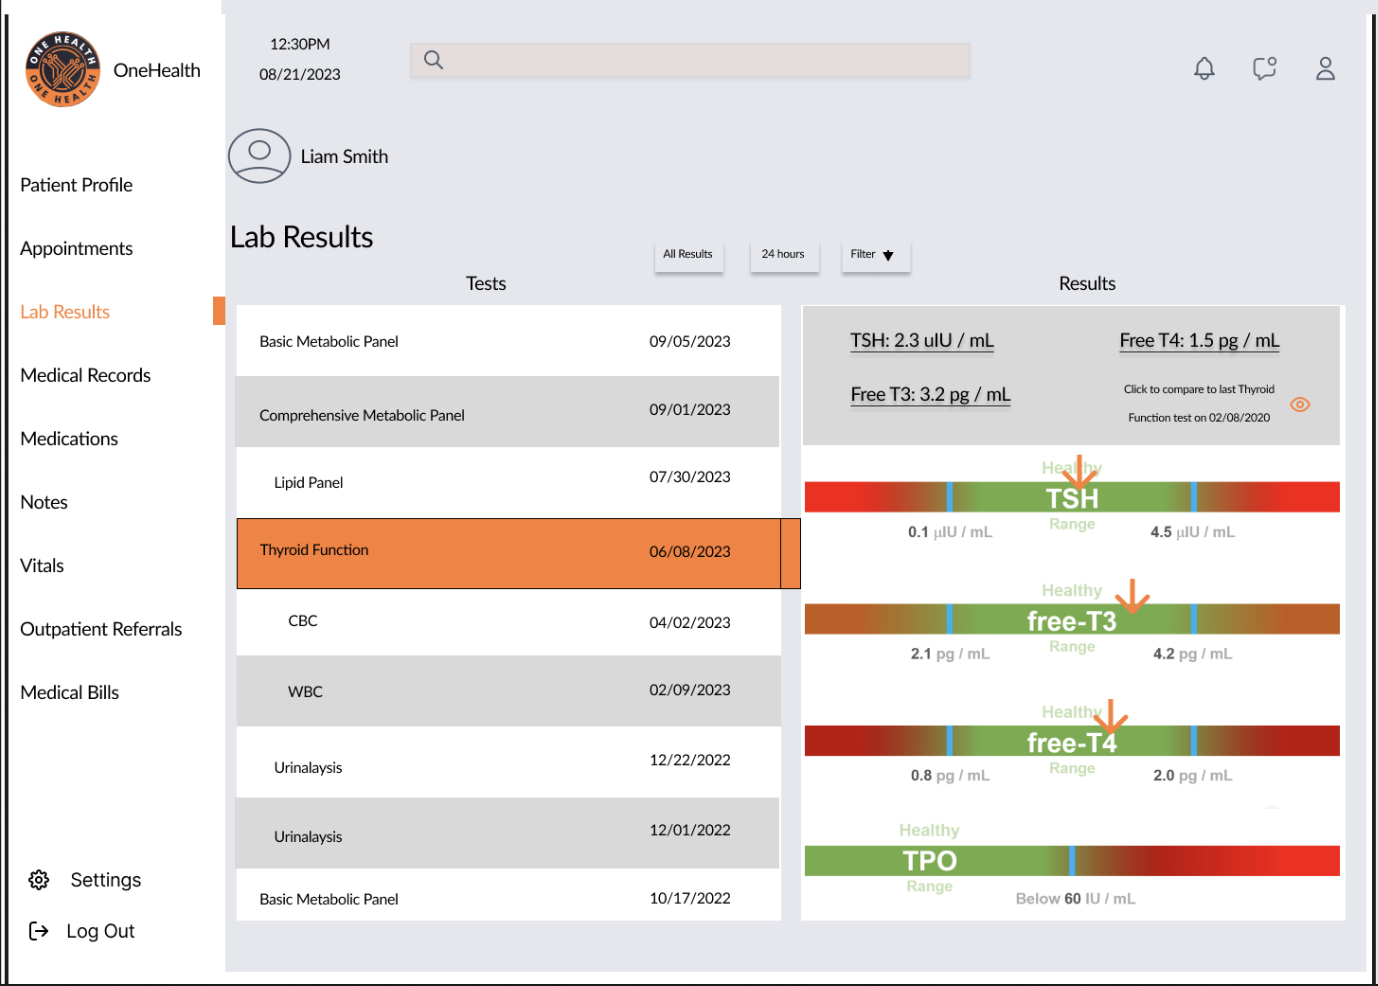 ONE HEALTH
ONE HEALTH
OneHealth
12:30PM
08/21/2023
Liam Smith
Patient Profile
Appointments
Lab Results
Medical Records
Medications
Notes
Vitals
Outpatient Referrals
Medical Bills
Settings
Log Out
Lab Results
All Results
24 hours
Filter
Tests
Basic Metabolic Panel 09/05/2023
Comprehensive Metabolic Panel 09/01/2023
Lipid Panel 07/30/2023
Thyroid Function 06/08/2023
CBC 04/02/2023
WBC 02/09/2023
Urinalaysis 12/22/2022
Urinalaysis 12/01/2022
Basic Metabolic Panel 10/17/2022
Results
TSH: 2.3 uIU / mL
Free T4: 1.5 pg / mL
Free T3: 3.2 pg / mL
Click to compare to last Thyroid
Function test on 02/08/2020
Healthy
TSH
Range
0.1 µIU / mL
4.5 µIU / mL
Healthy
free-T3
Range
2.1 pg / mL
4.2 pg / mL
Healthy
free-T4
Range
0.8 pg / mL
2.0 pg / mL
Healthy
TPO
Range
Below 60 IU / mL